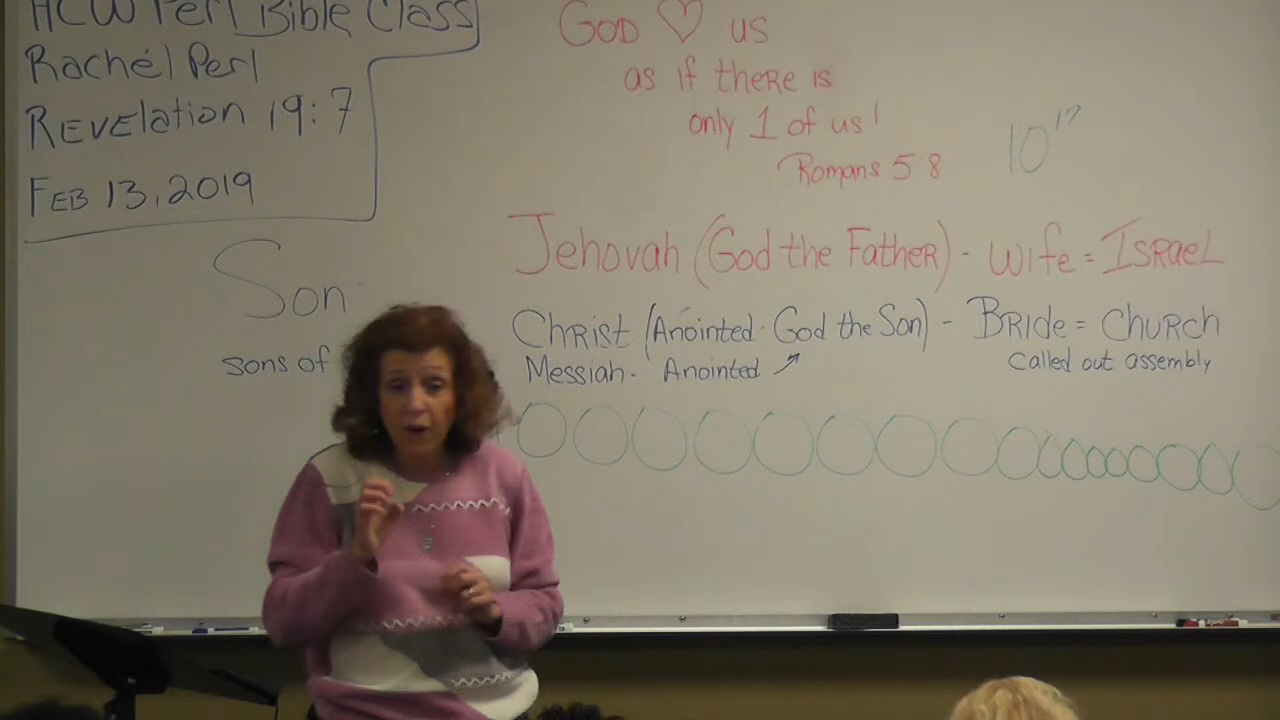 HCW Perl Bible Class
Rachel Perl
Revelation 19:7
Feb 13, 2019
God ♡ us
as if there is
only 1 of us!
Romans 5 8
10¹⁷
Jehovah (God the Father) - wife = Israel
Son
Christ (Anointed. God the Son) - Bride = Church
sons of
Messiah. Anointed ↗
Called out assembly